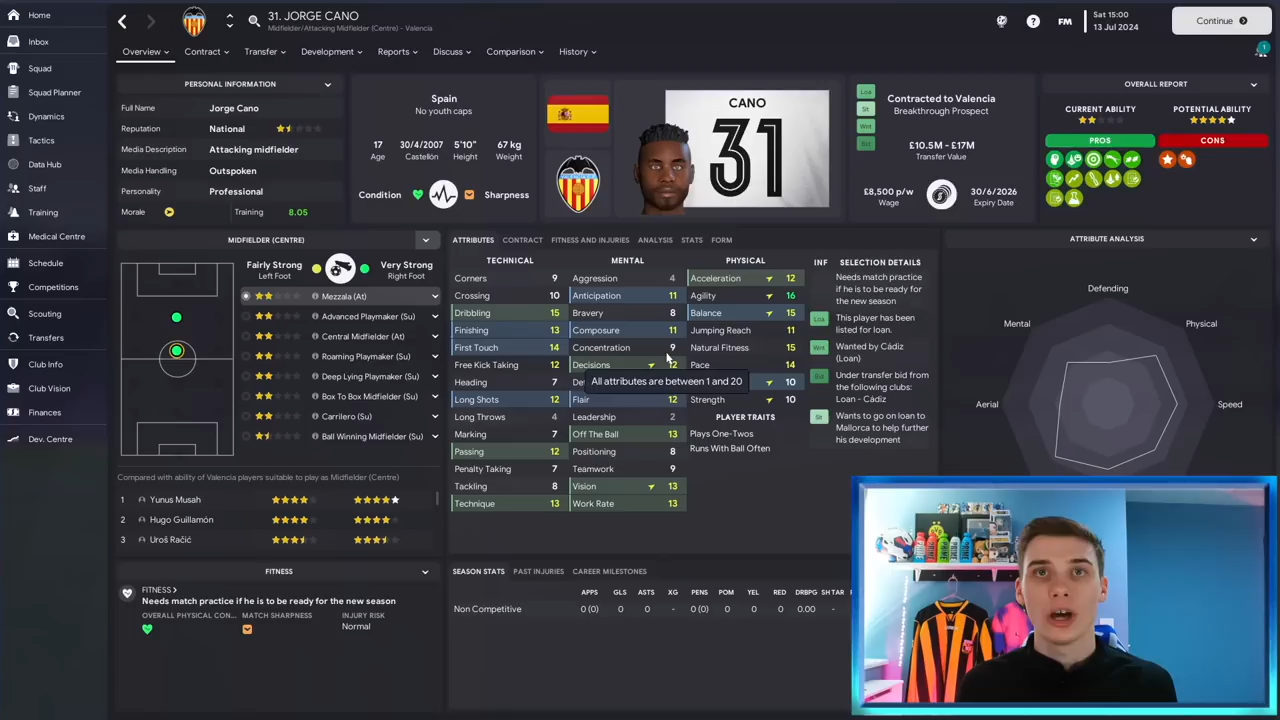 Home
Inbox
Squad
Squad Planner
Dynamics
Tactics
Data Hub
Staff
Training
Medical Centre
Schedule
Competitions
Scouting
Transfers
Club Info
Club Vision
Finances
Dev. Centre
31. JORGE CANO
Midfielder/Attacking Midfielder (Centre) - Valencia
FM
Sat 15:00
13 Jul 2024
Continue
Overview
Contract
Transfer
Development
Reports
Discuss
Comparison
History
1
PERSONAL INFORMATION
Full Name Jorge Cano
Reputation National
Media Description Attacking midfielder
Media Handling Outspoken
Personality Professional
Morale Training 8.05
Spain
No youth caps
17 Age
00/4/2007 Castellón
5'10" Height
67 kg Weight
Condition Sharpness
CANO
31
Loa
Slt
Wnt
Bid
Contracted to Valencia
Breakthrough Prospect
£10.5M - £17M
Transfer Value
£8,500 p/w
Wage
30/6/2026
Expiry Date
OVERALL REPORT
CURRENT ABILITY POTENTIAL ABILITY
PROS CONS
MIDFIELDER (CENTRE)
Fairly Strong
Left Foot
Very Strong
Right Foot
Mezzala (At)
Advanced Playmaker (Su)
Central Midfielder (At)
Roaming Playmaker (Su)
Deep Lying Playmaker (Su)
Box To Box Midfielder (Su)
Carrilero (Su)
Ball Winning Midfielder (Su)
Compared with ability of Valencia players suitable to play as Midfielder (Centre)
1 Yunus Musah
2 Hugo Guillamón
3 Uroš Račić
FITNESS
FITNESS
Needs match practice if he is to be ready for the new season
OVERALL PHYSICAL CON... MATCH SHARPNESS INJURY RISK
Normal
ATTRIBUTES CONTRACT FITNESS AND INJURIES ANALYSIS STATS FORM
TECHNICAL
Corners 9
Crossing 10
Dribbling 15
Finishing 13
First Touch 14
Free Kick Taking 12
Heading 7
Long Shots 12
Long Throws 4
Marking 7
Passing 12
Penalty Taking 7
Tackling 8
Technique 13
MENTAL
Aggression 4
Anticipation 11
Bravery 8
Composure 11
Concentration 9
Decisions 12
De
All attributes are between 1 and 20
Flair 12
Leadership 2
Off The Ball 13
Positioning 8
Teamwork 9
Vision 13
Work Rate 13
PHYSICAL
Acceleration 12
Agility 16
Balance 15
Jumping Reach 11
Natural Fitness 15
Pace 14
10
Strength 10
PLAYER TRAITS
Plays One-Twos
Runs With Ball Often
INF SELECTION DETAILS
Needs match practice
if he is to be ready for
the new season
Loa
This player has been
listed for loan.
Wnt
Wanted by Cádiz
(Loan)
Bid
Under transfer bid from
the following clubs:
Loan - Cádiz
Slt
Wants to go on loan to
Mallorca to help further
his development
ATTRIBUTE ANALYSIS
Defending
Physical
Speed
Aerial
Mental
SEASON STATS PAST INJURIES CAREER MILESTONES
APPS GLS ASTS XG PENS POM YEL RED DRBPG SH TAR
Non Competitive 0 (0) 0 0 - 0 (0) 0 0 0 0.00 - -